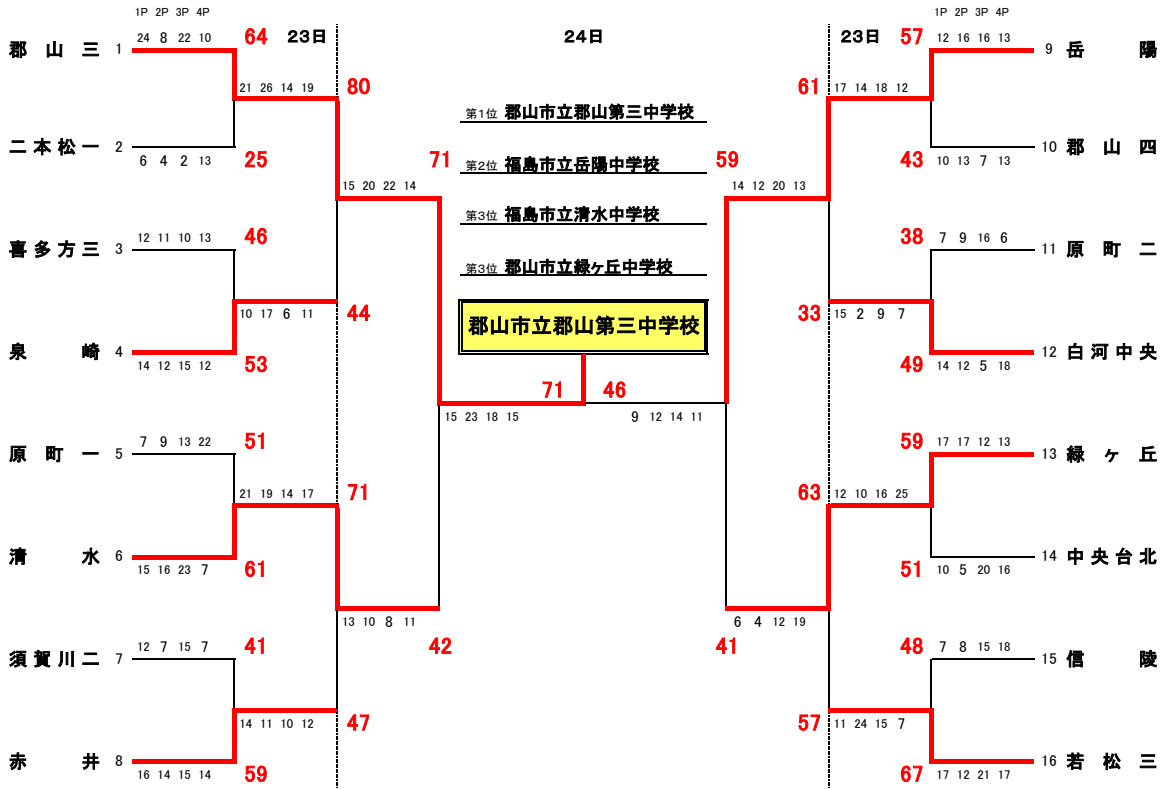 1P 2P 3P 4P
1P 2P 3P 4P
24 8 22 10
64
23日
24日
23日
57
12 16 16 13
郡山三 1
9 岳陽
21 26 14 19
80
61
17 14 18 12
第1位 郡山市立郡山第三中学校
二本松一 2
10 郡山四
6 4 2 13
25
71
第2位 福島市立岳陽中学校
59
43
10 13 7 13
15 20 22 14
14 12 20 13
第3位 福島市立清水中学校
12 11 10 13
46
38
7 9 16 6
喜多方三 3
11 原町二
第3位 郡山市立緑ヶ丘中学校
10 17 6 11
44
33
15 2 9 7
郡山市立郡山第三中学校
泉崎 4
12 白河中央
14 12 15 12
53
49
14 12 5 18
71
46
15 23 18 15
9 12 14 11
7 9 13 22
51
59
17 17 12 13
原町一 5
13 緑ヶ丘
21 19 14 17
71
63
12 10 16 25
清水 6
14 中央台北
15 16 23 7
61
51
10 5 20 16
13 10 8 11
42
41
6 4 12 19
12 7 15 7
41
48
7 8 15 18
須賀川二 7
15 信陵
14 11 10 12
47
57
11 24 15 7
赤井 8
16 若松三
16 14 15 14
59
67
17 12 21 17